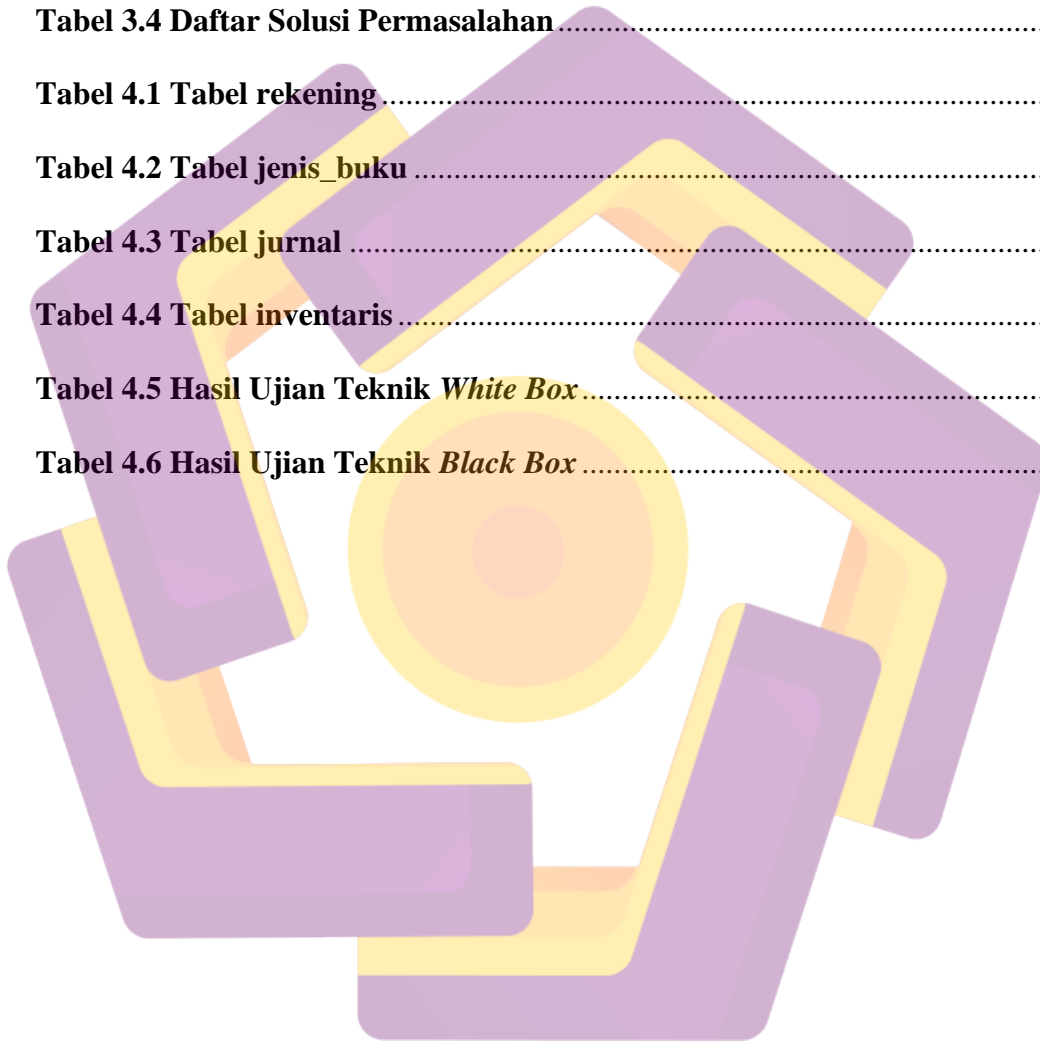 Tabel 3.4 Daftar Solusi Permasalahan........................................................
Tabel 4.1 Tabel rekening...................................................................................
Tabel 4.2 Tabel jenis_buku...............................................................................
Tabel 4.3 Tabel jurnal.......................................................................................
Tabel 4.4 Tabel inventaris.................................................................................
Tabel 4.5 Hasil Ujian Teknik White Box..........................................................
Tabel 4.6 Hasil Ujian Teknik Black Box..........................................................